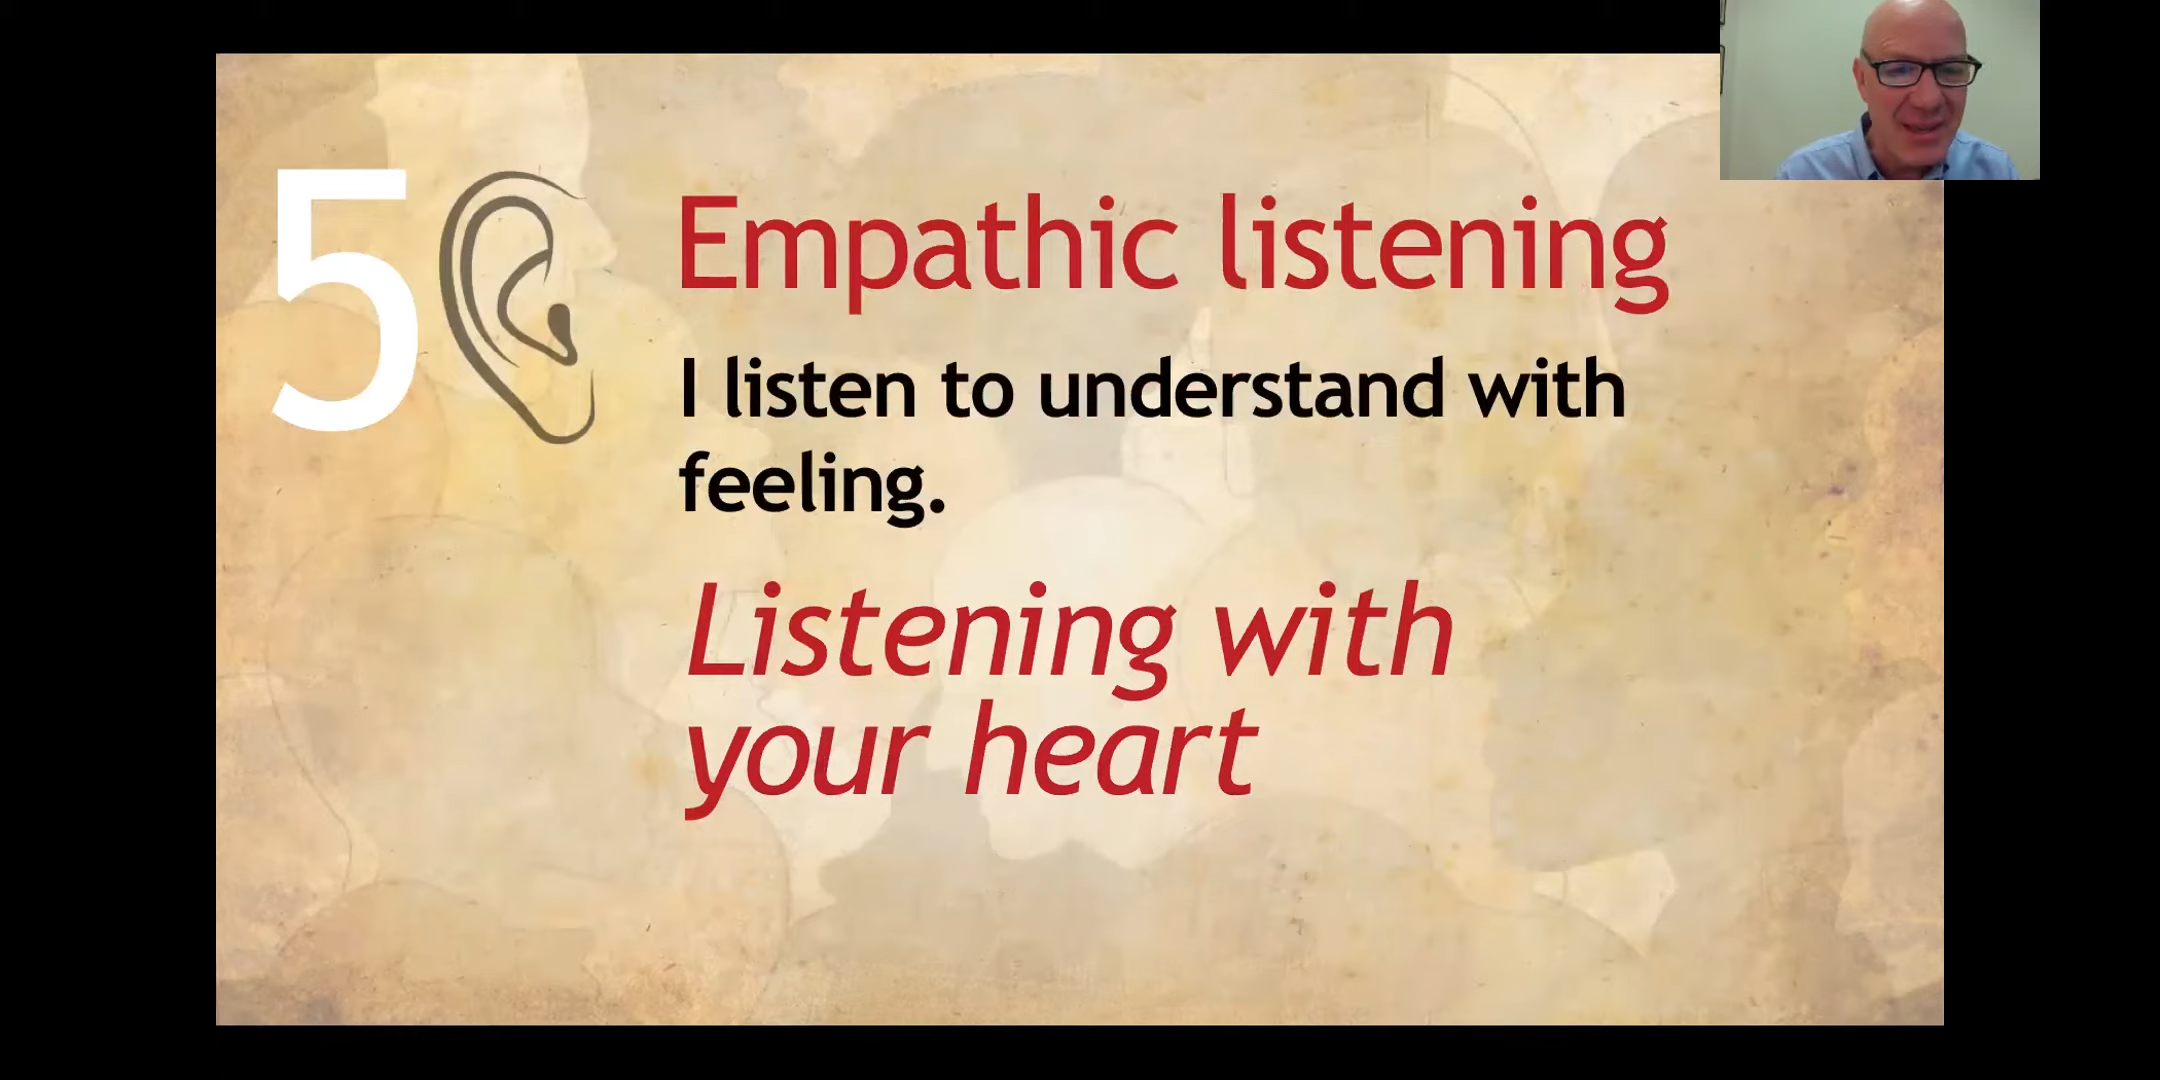 5
Empathic listening
I listen to understand with
feeling.
Listening with
your heart